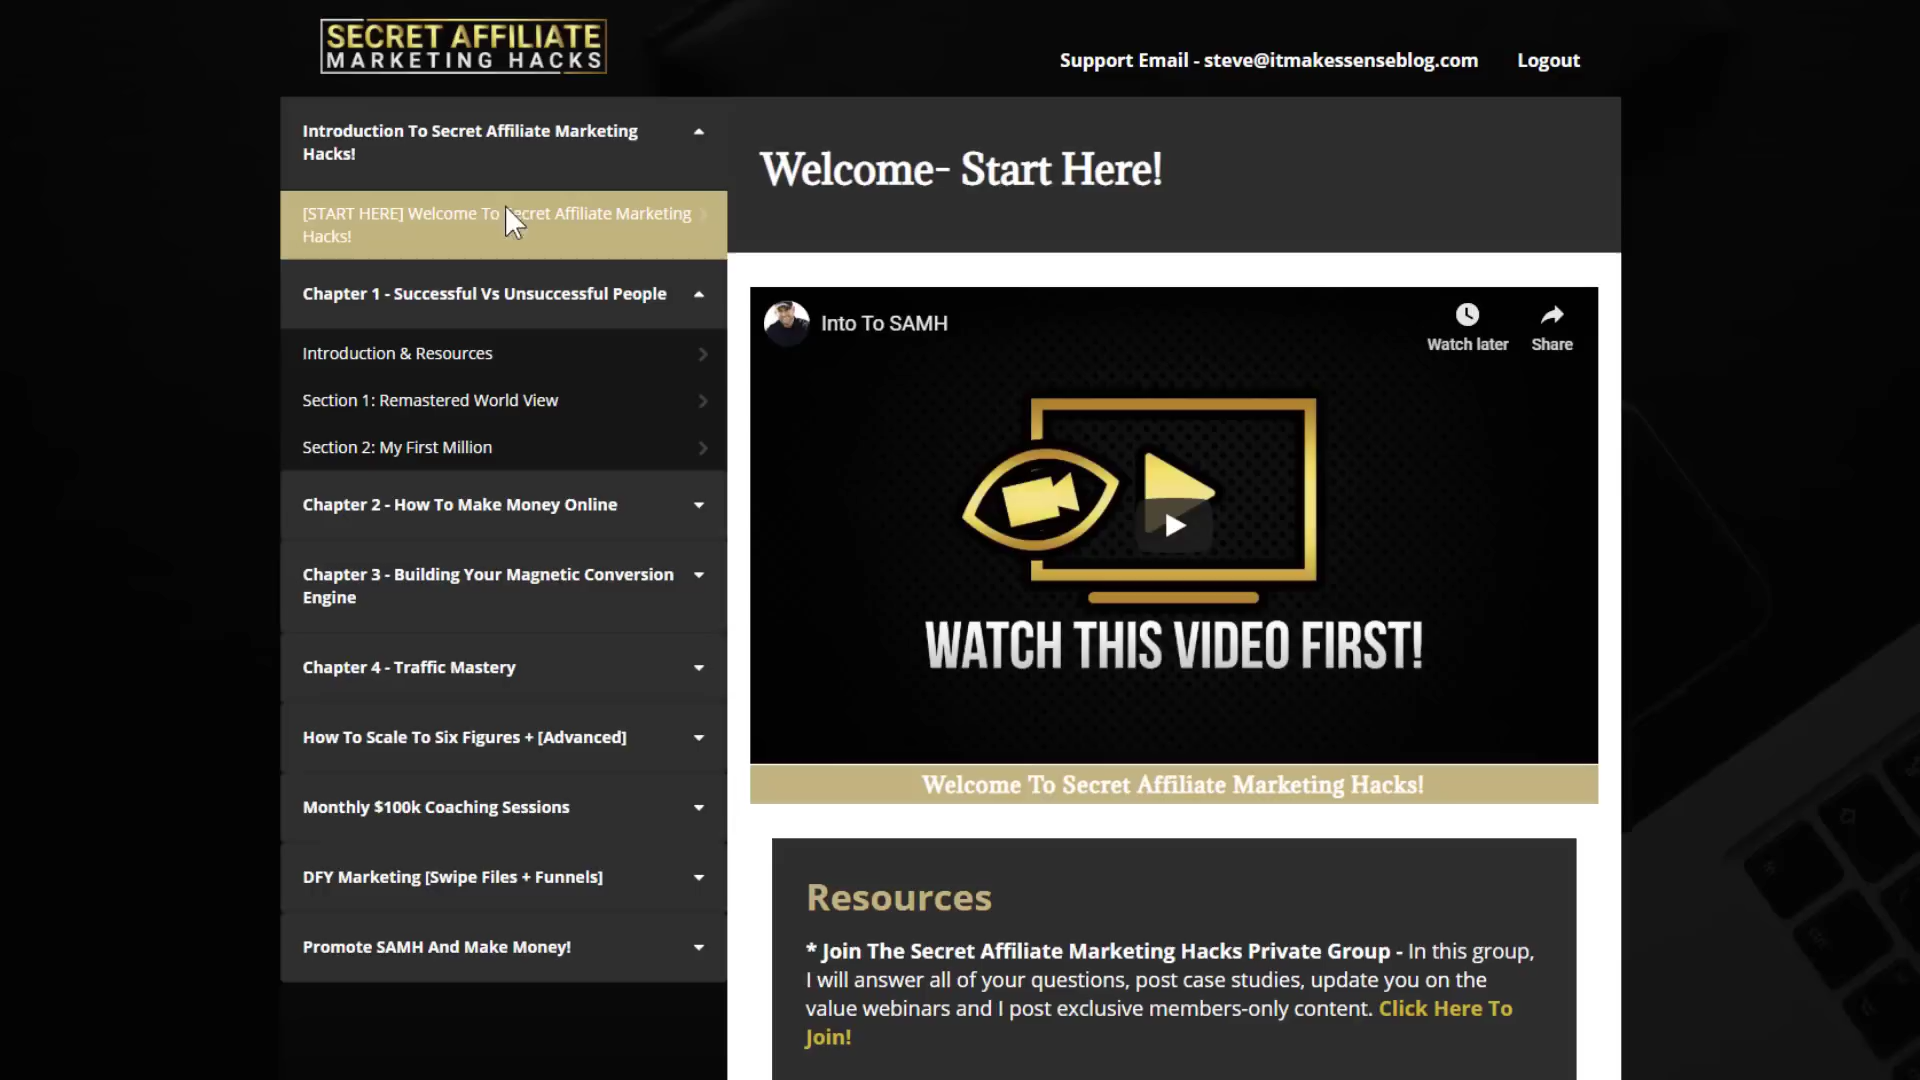 SECRET AFFILIATE
MARKETING HACKS
Support Email - steve@itmakessenseblog.com
Logout
Introduction To Secret Affiliate Marketing
Hacks!
[START HERE] Welcome To Secret Affiliate Marketing
Hacks!
Chapter 1 - Successful Vs Unsuccessful People
Introduction & Resources
Section 1: Remastered World View
Section 2: My First Million
Chapter 2 - How To Make Money Online
Chapter 3 - Building Your Magnetic Conversion
Engine
Chapter 4 - Traffic Mastery
How To Scale To Six Figures + [Advanced]
Monthly $100k Coaching Sessions
DFY Marketing [Swipe Files + Funnels]
Promote SAMH And Make Money!
Welcome- Start Here!
Into To SAMH
Watch later
Share
WATCH THIS VIDEO FIRST!
Welcome To Secret Affiliate Marketing Hacks!
Resources
* Join The Secret Affiliate Marketing Hacks Private Group - In this group,
I will answer all of your questions, post case studies, update you on the
value webinars and I post exclusive members-only content. Click Here To
Join!